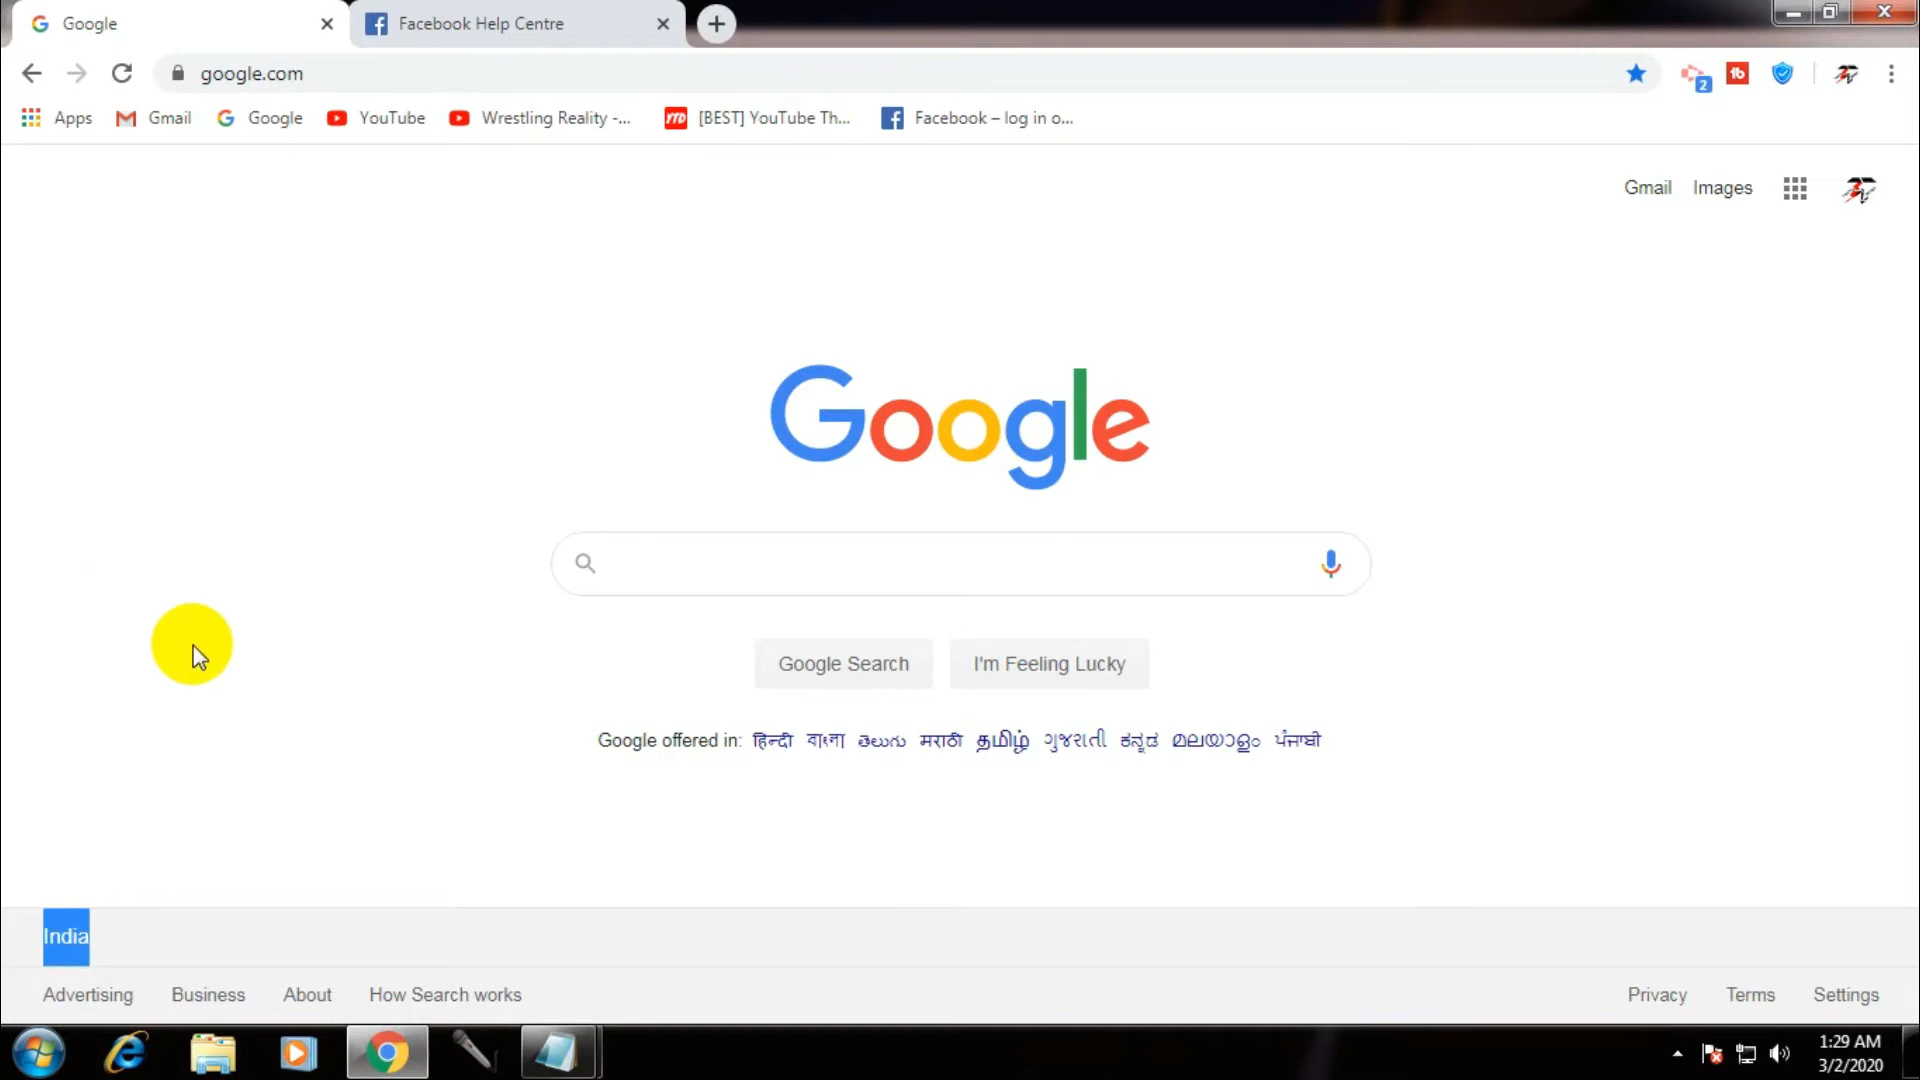 Google
Facebook Help Centre
google.com
2
Apps
Gmail
Google
YouTube
Wrestling Reality -...
[BEST] YouTube Th...
Facebook – log in o...
Gmail Images
Google
Google Search
I'm Feeling Lucky
Google offered in: हिन्दी বাংলা తెలుగు मराठी தமிழ் ગુજરાતી ಕನ್ನಡ മലയാളം ਪੰਜਾਬੀ
India
Advertising Business About How Search works
Privacy Terms Settings
1:29 AM
3/2/2020